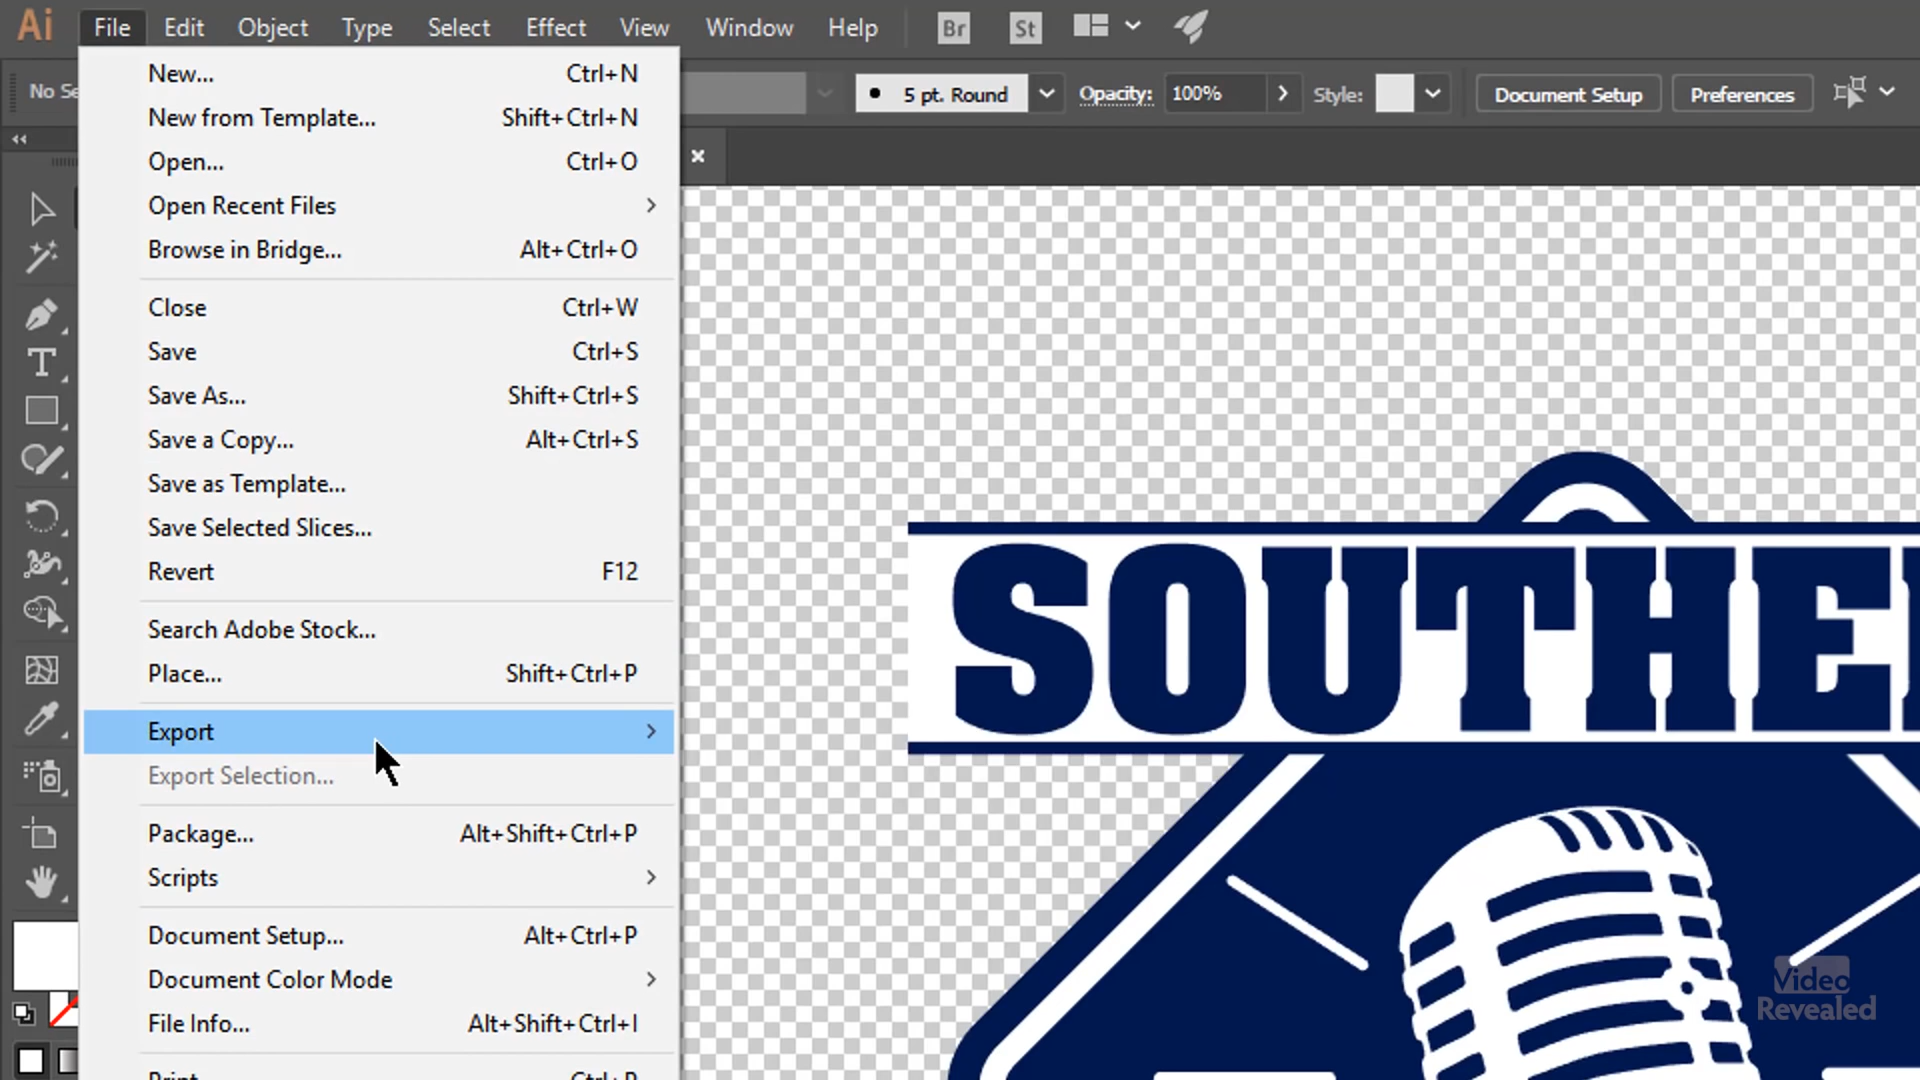 Ai File Edit Object Type Select Effect View Window Help Br St
No Se
5 pt. Round Opacity: 100% Style: Document Setup Preferences
New... Ctrl+N
New from Template... Shift+Ctrl+N
Open... Ctrl+O
Open Recent Files
Browse in Bridge... Alt+Ctrl+O
Close Ctrl+W
Save Ctrl+S
Save As... Shift+Ctrl+S
Save a Copy... Alt+Ctrl+S
Save as Template...
Save Selected Slices...
Revert F12
Search Adobe Stock...
Place... Shift+Ctrl+P
Export
Export Selection...
Package... Alt+Shift+Ctrl+P
Scripts
Document Setup... Alt+Ctrl+P
Document Color Mode
File Info... Alt+Shift+Ctrl+I
Print Ctrl+P
SOUTHE
Video
Revealed